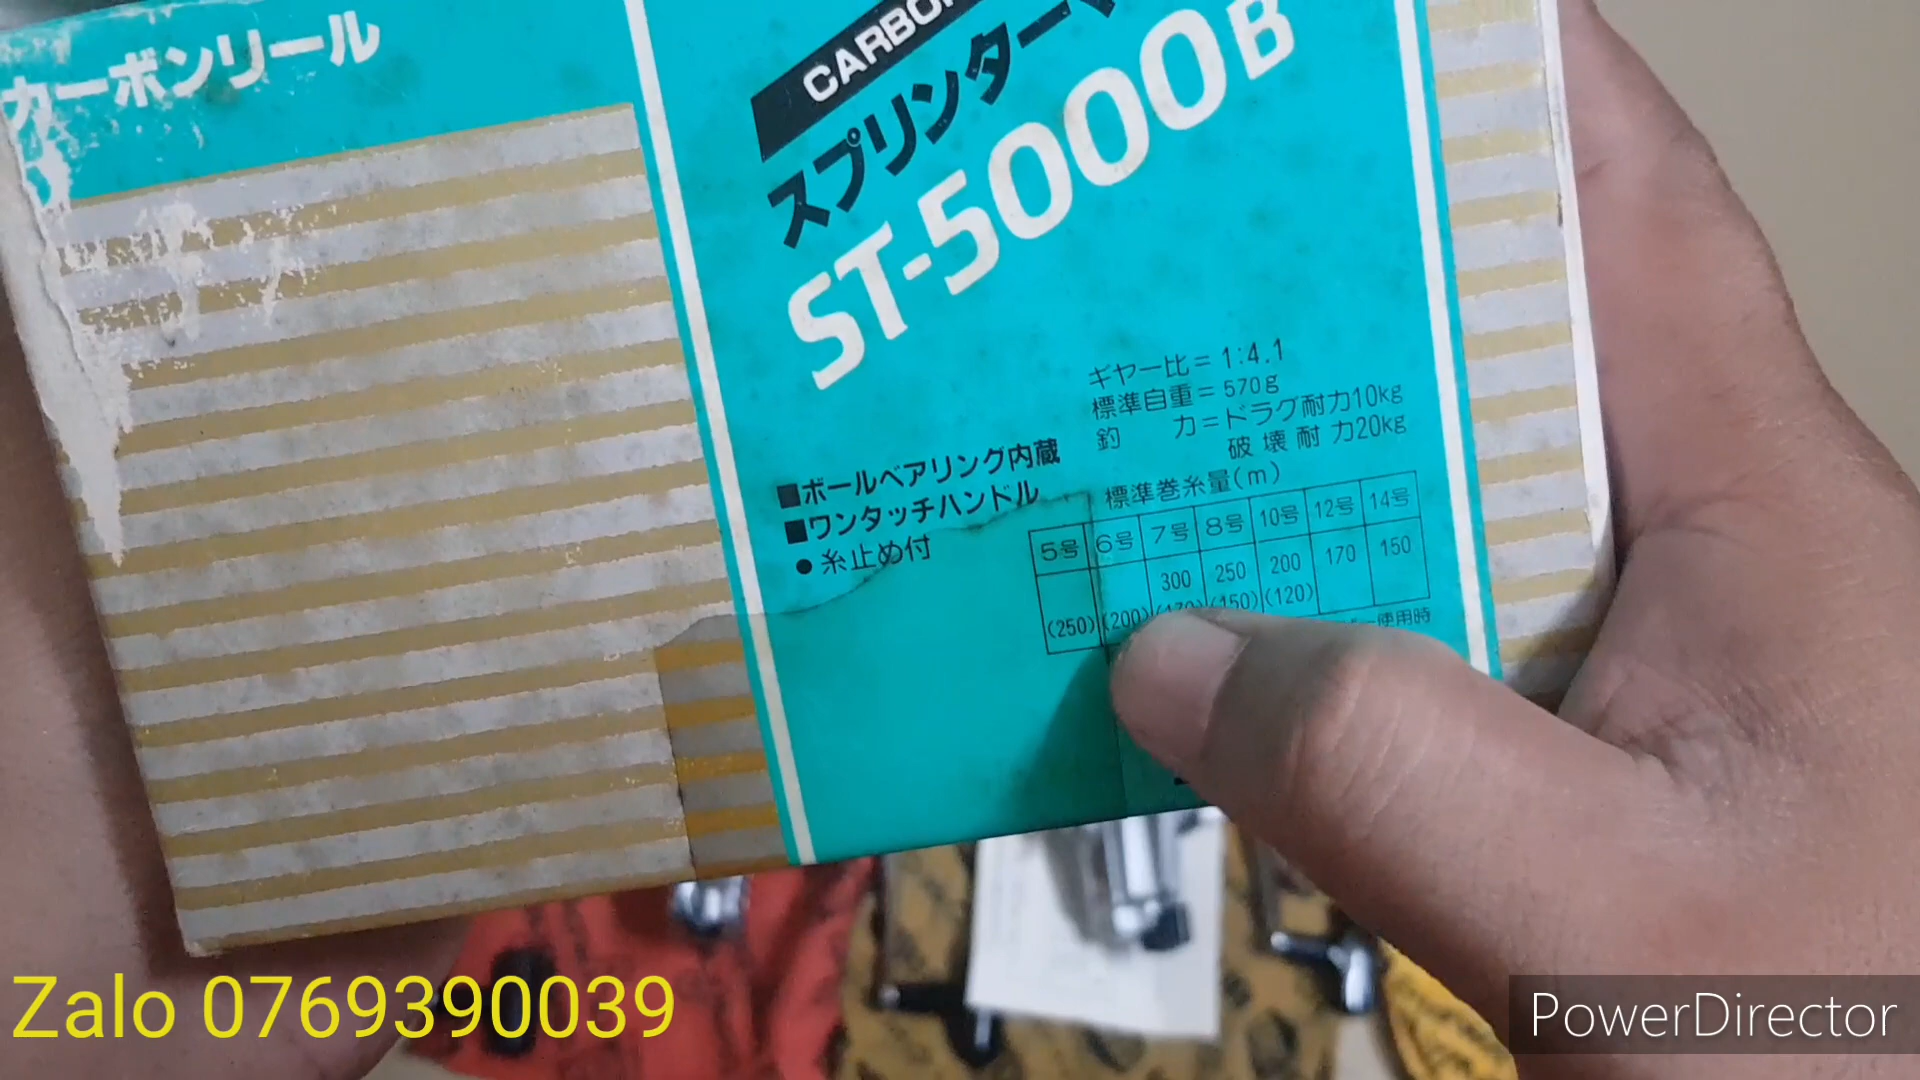 カーボンリール
CARBON
スプリンター
ST-5000B
ギヤー比=1:4.1
標準自重=570g
釣 力=ドラグ耐力10kg
破壊耐力20kg
■ボールベアリング内蔵
■ワンタッチハンドル
●糸止め付
標準巻糸量(m)
5号 6号 7号 8号 10号 12号 14号
300 250 200 170 150
(250) (200) (150) (120)
使用時
Zalo 0769390039
PowerDirector